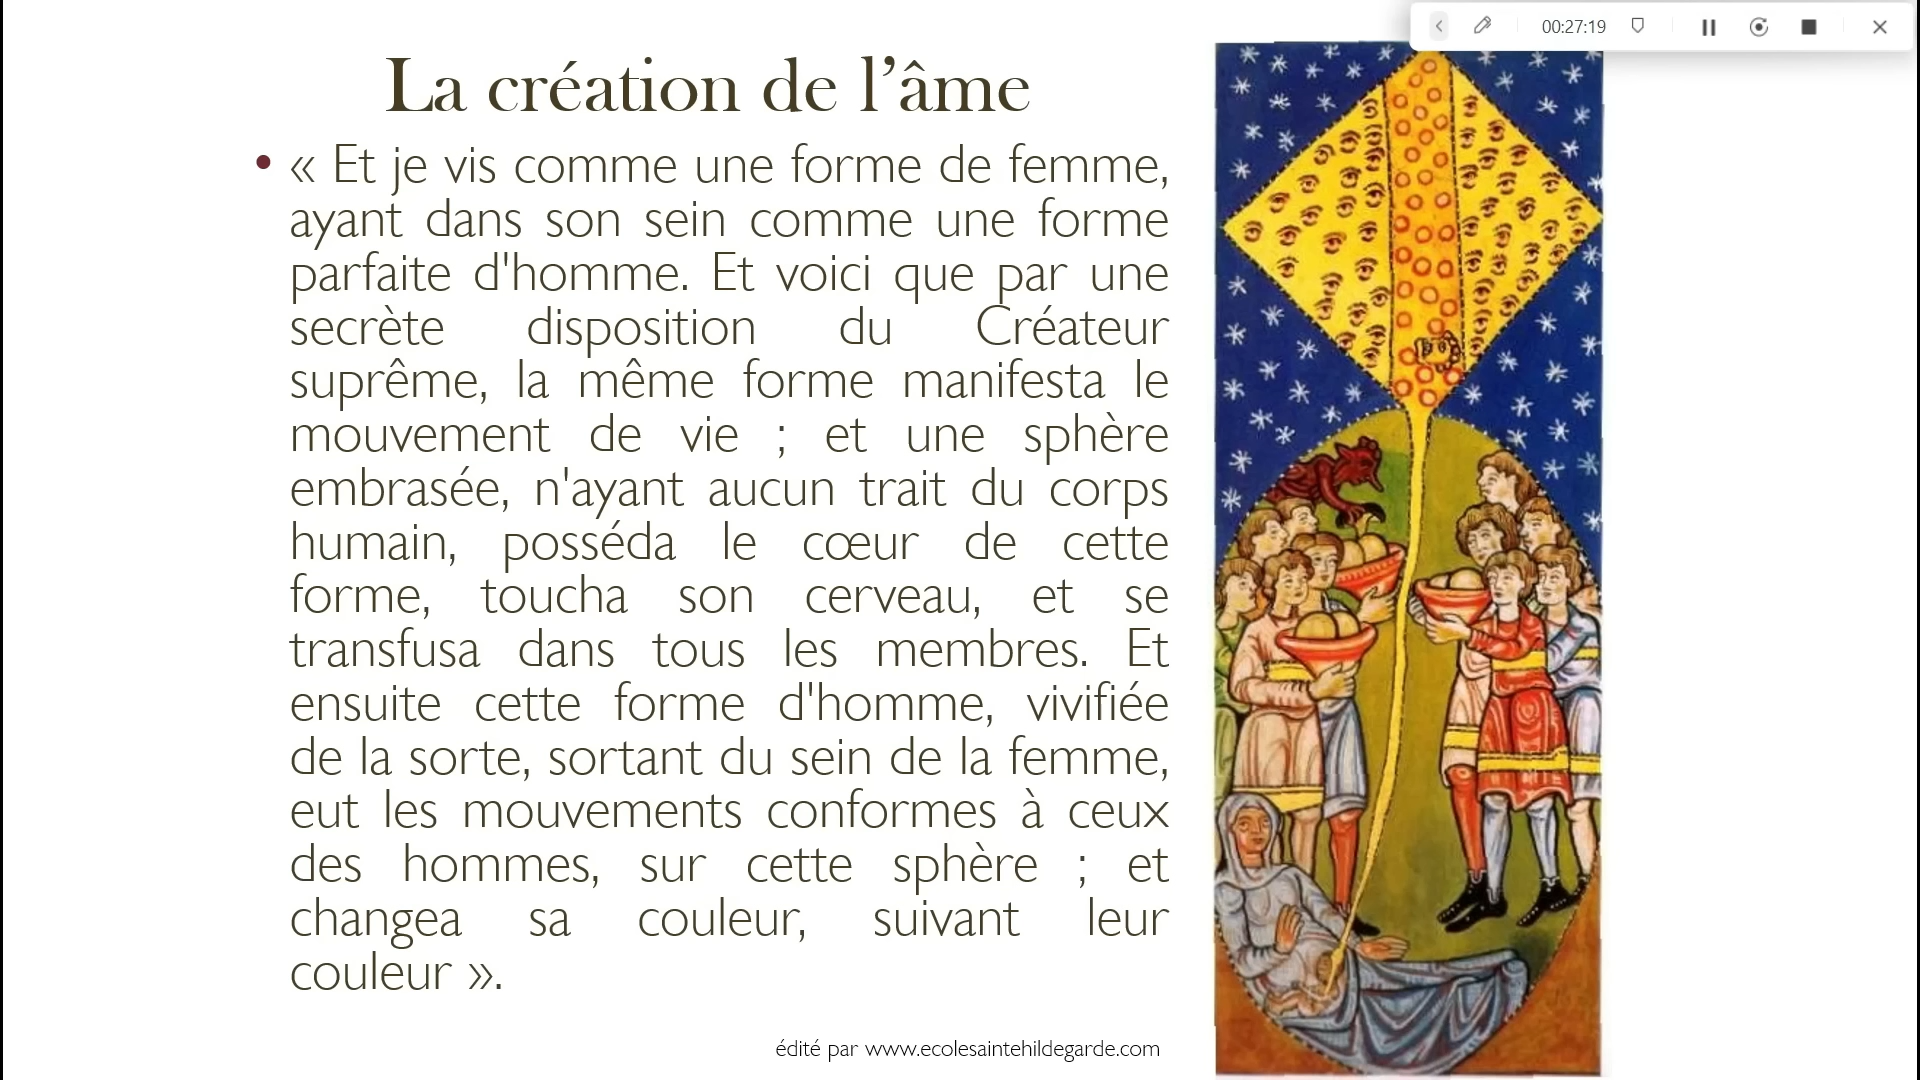 00:27:19
La création de l’âme
• « Et je vis comme une forme de femme,
ayant dans son sein comme une forme
parfaite d'homme. Et voici que par une
secrète disposition du Créateur
suprême, la même forme manifesta le
mouvement de vie ; et une sphère
embrasée, n'ayant aucun trait du corps
humain, posséda le cœur de cette
forme, toucha son cerveau, et se
transfusa dans tous les membres. Et
ensuite cette forme d'homme, vivifiée
de la sorte, sortant du sein de la femme,
eut les mouvements conformes à ceux
des hommes, sur cette sphère ; et
changea sa couleur, suivant leur
couleur ».
édité par www.ecolesaintehildegarde.com